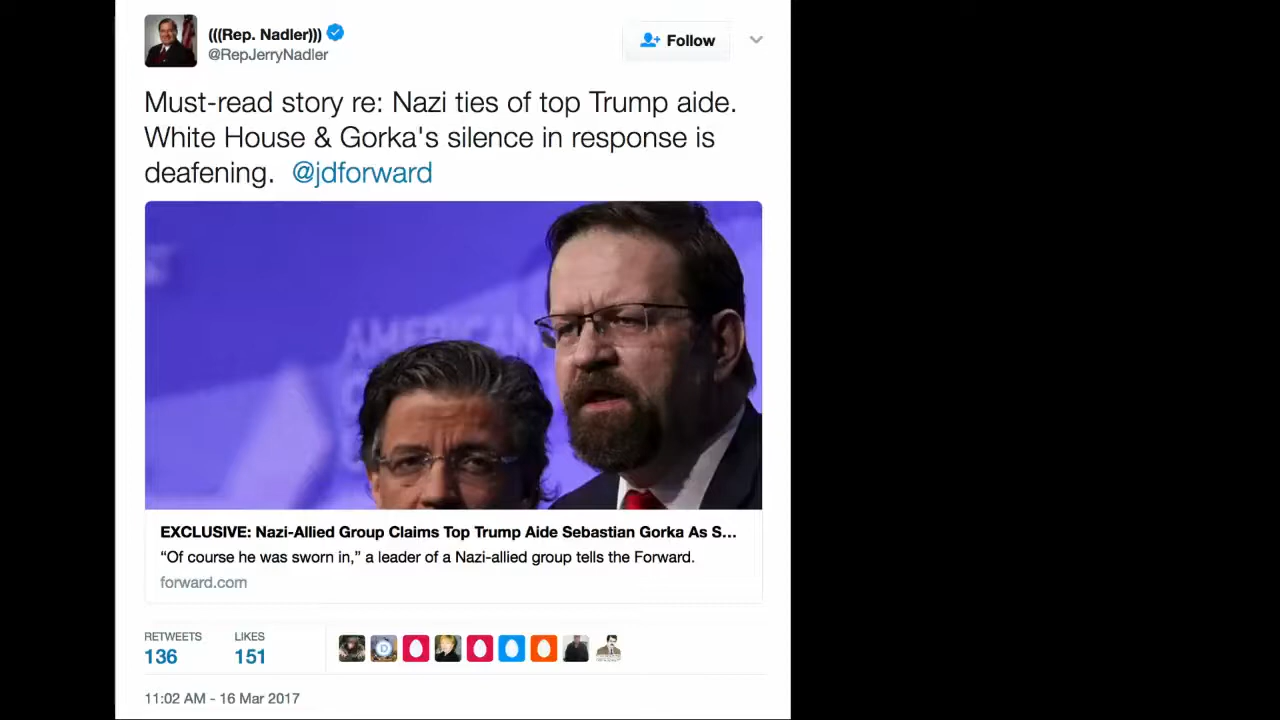 (((Rep. Nadler)))
@RepJerryNadler
Follow
Must-read story re: Nazi ties of top Trump aide.
White House & Gorka's silence in response is
deafening. @jdforward
AMERICAN
EXCLUSIVE: Nazi-Allied Group Claims Top Trump Aide Sebastian Gorka As S...
“Of course he was sworn in,” a leader of a Nazi-allied group tells the Forward.
forward.com
RETWEETS LIKES
136 151
11:02 AM - 16 Mar 2017